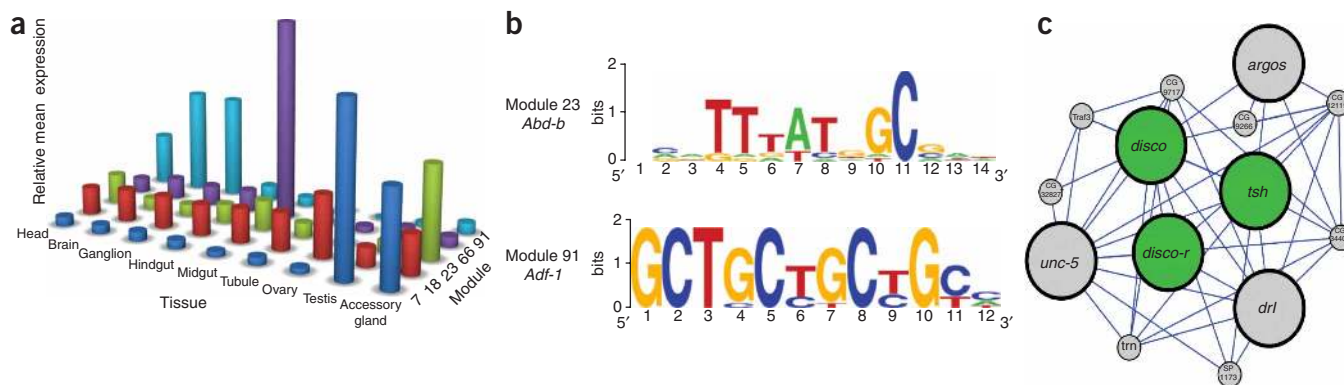 a
Relative mean expression
Head
Brain
Ganglion
Hindgut
Midgut
Tubule
Ovary
Testis
Accessory
gland
Tissue
7 18 23 66 91
Module
b
Module 23
Abd-b
bits
2
1
0
5′ 1 2 3 4 5 6 7 8 9 10 11 12 13 14 3′
Module 91
Adf-1
bits
2
1
0
GCTGCTGCTGC
5′ 1 2 3 4 5 6 7 8 9 10 11 12 3′
c
argos
CG
9717
Traf3
CG
9266
disco
tsh
CG
32827
unc-5
disco-r
drl
trn
SP
1173